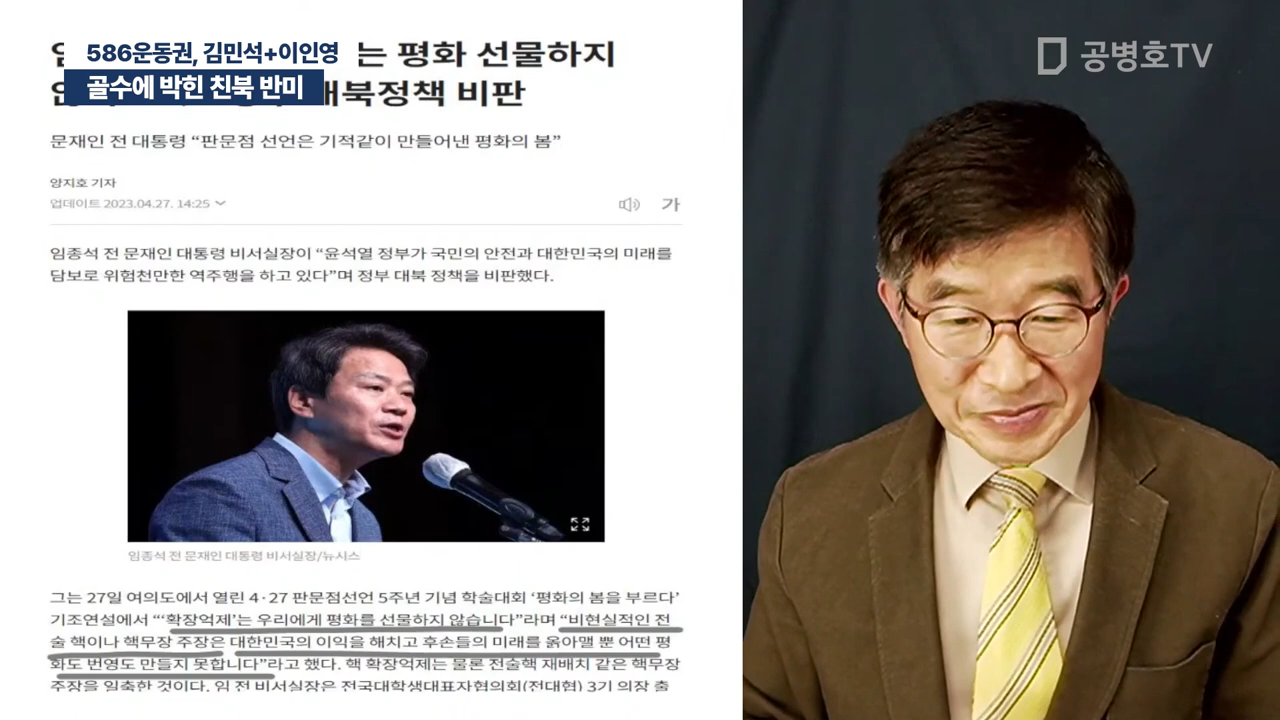 586운동권, 김민석+이인영
골수에 박힌 친북 반미
는 평화 선물하지
대북정책 비판
공병호TV
문재인 전 대통령 “판문점 선언은 기적같이 만들어낸 평화의 봄”
양지호 기자
업데이트 2023.04.27. 14:25
가
임종석 전 문재인 대통령 비서실장이 “윤석열 정부가 국민의 안전과 대한민국의 미래를
담보로 위험천만한 역주행을 하고 있다”며 정부 대북 정책을 비판했다.
임종석 전 문재인 대통령 비서실장/뉴시스
그는 27일 여의도에서 열린 4·27 판문점선언 5주년 기념 학술대회 ‘평화의 봄을 부르다’
기조연설에서 “‘확장억제’는 우리에게 평화를 선물하지 않습니다”라며 “비현실적인 전
술 핵이나 핵무장 주장은 대한민국의 이익을 해치고 후손들의 미래를 옭아맬 뿐 어떤 평
화도 번영도 만들지 못합니다”라고 했다. 핵 확장억제는 물론 전술핵 재배치 같은 핵무장
주장을 일축한 것이다. 임 전 비서실장은 전국대학생대표자협의회(전대협) 3기 의장 출